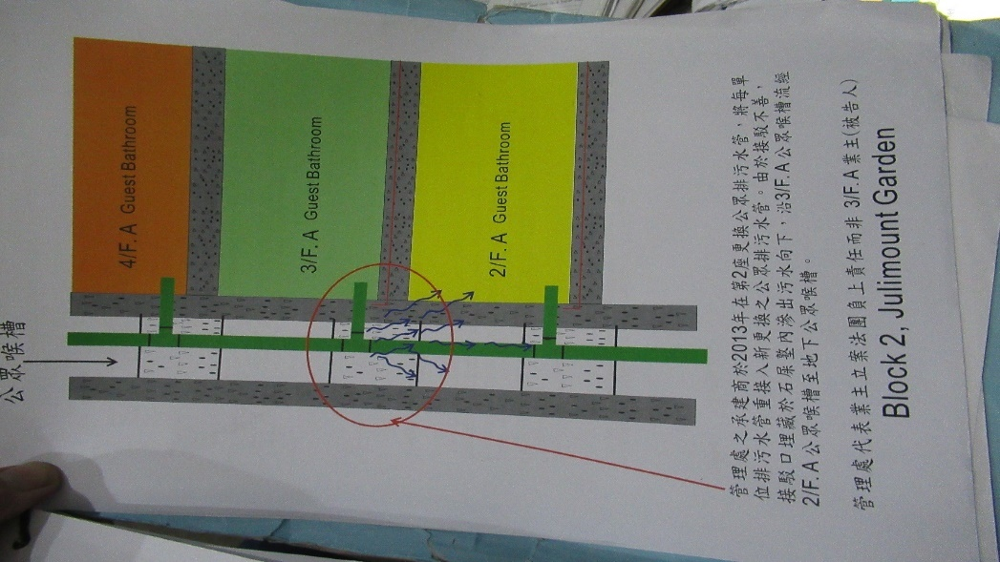 公眾喉槽
4/F. A Guest Bathroom
3/F. A Guest Bathroom
2/F. A Guest Bathroom
管理處之承建商於2013年在第2座更換公眾排污水管，將每單
位排污水管重接入新更換之公眾排污水管。由於接駁不善，
接駁口埋藏於石屎墊內滲出污水向下，沿3/F.A公眾喉槽流經
2/F.A公眾喉槽至地下公眾喉槽。
管理處代表業主立案法團負上責任而非 3/F.A業主(被告人)
Block 2, Julimount Garden